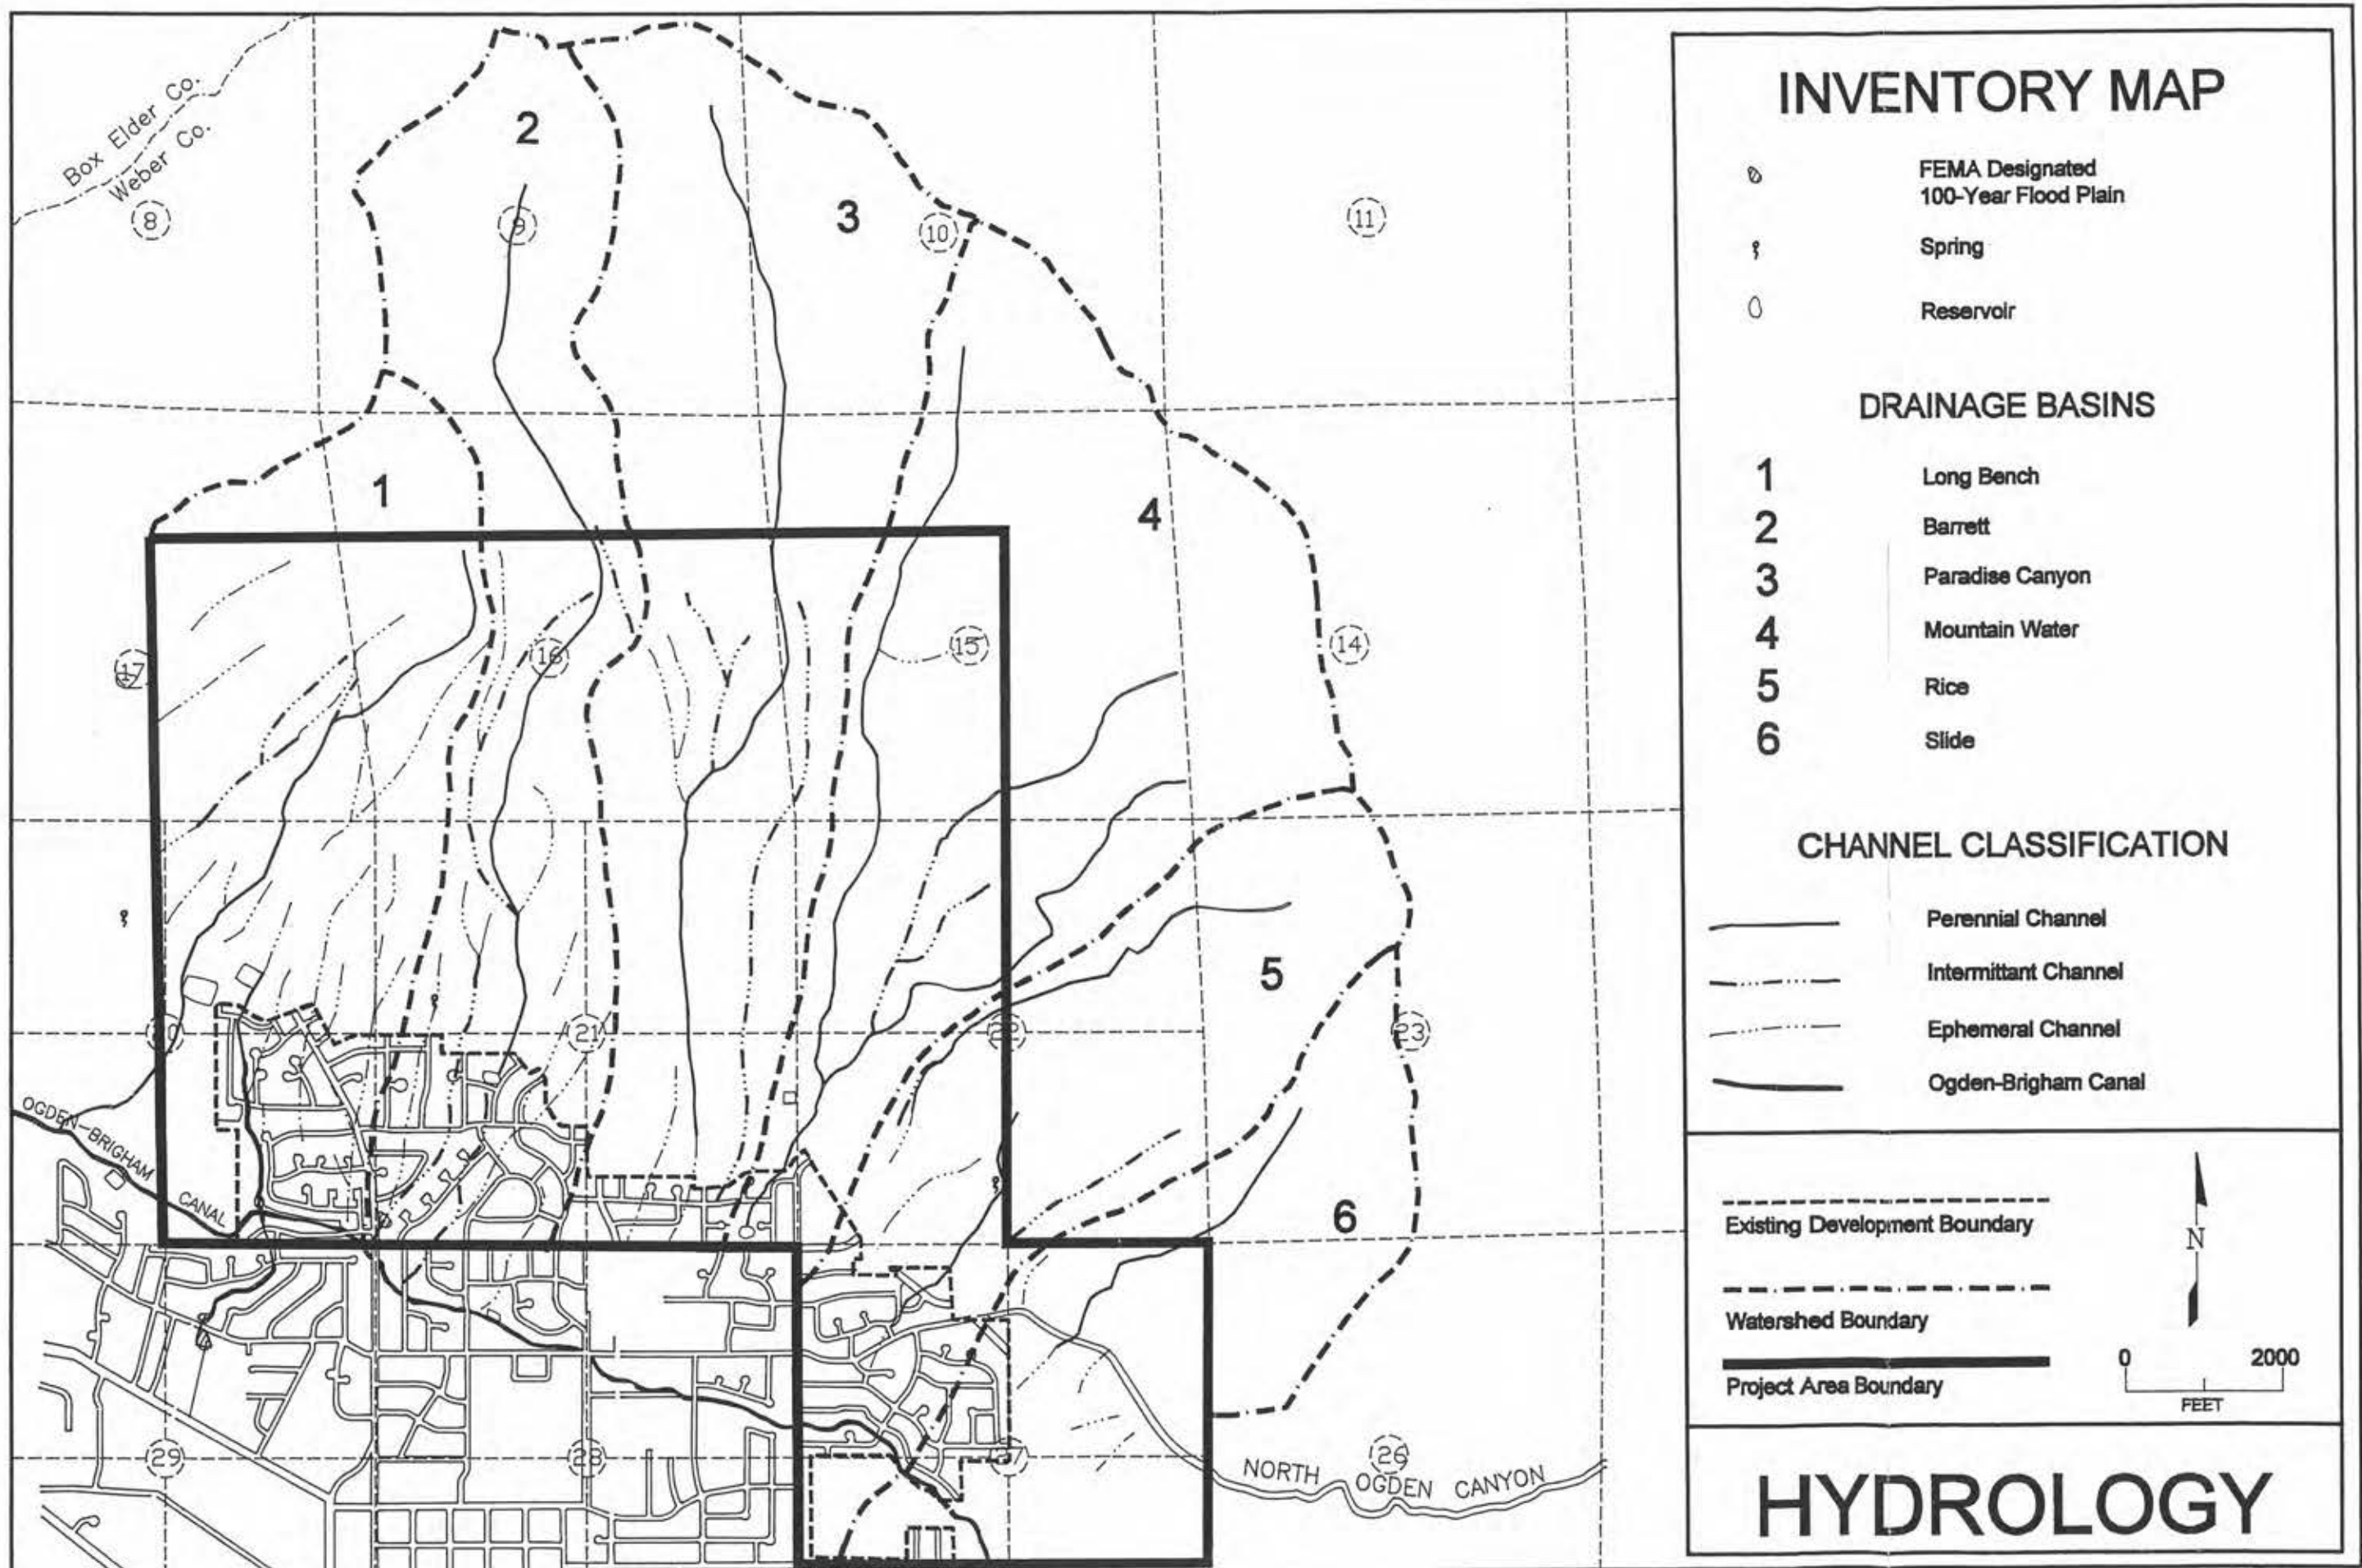 Box Elder Co.
Weber Co.
8
2
9
3
10
11
1
4
17
16
15
14
5
21
22
23
6
OGDEN-BRIGHAM CANAL
29
28
27
26
NORTH OGDEN CANYON
INVENTORY MAP
FEMA Designated
100-Year Flood Plain
Spring
Reservoir
DRAINAGE BASINS
1 Long Bench
2 Barrett
3 Paradise Canyon
4 Mountain Water
5 Rice
6 Slide
CHANNEL CLASSIFICATION
Perennial Channel
Intermittant Channel
Ephemeral Channel
Ogden-Brigham Canal
Existing Development Boundary
Watershed Boundary
Project Area Boundary
N
0 2000
FEET
HYDROLOGY